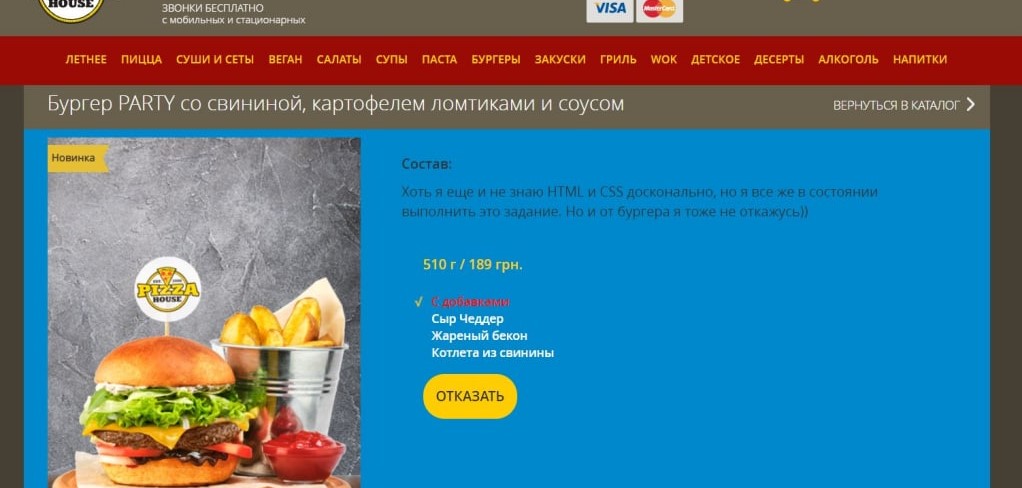 HOUSE
ЗВОНКИ БЕСПЛАТНО
с мобильных и стационарных
VISA
MasterCard
ЛЕТНЕЕ ПИЦЦА СУШИ И СЕТЫ ВЕГАН САЛАТЫ СУПЫ ПАСТА БУРГЕРЫ ЗАКУСКИ ГРИЛЬ WOK ДЕТСКОЕ ДЕСЕРТЫ АЛКОГОЛЬ НАПИТКИ
Бургер PARTY со свининой, картофелем ломтиками и соусом
ВЕРНУТЬСЯ В КАТАЛОГ
Новинка
Состав:
Хоть я еще и не знаю HTML и CSS досконально, но я все же в состоянии
выполнить это задание. Но и от бургера я тоже не откажусь))
510 г / 189 грн.
√ С добавками
Сыр Чеддер
Жареный бекон
Котлета из свинины
ОТКАЗАТЬ
PIZZA
HOUSE